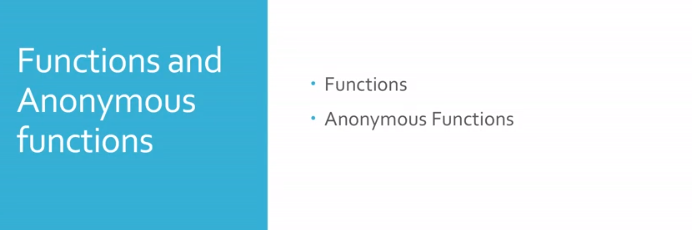 Functions and
Anonymous
functions
• Functions
• Anonymous Functions